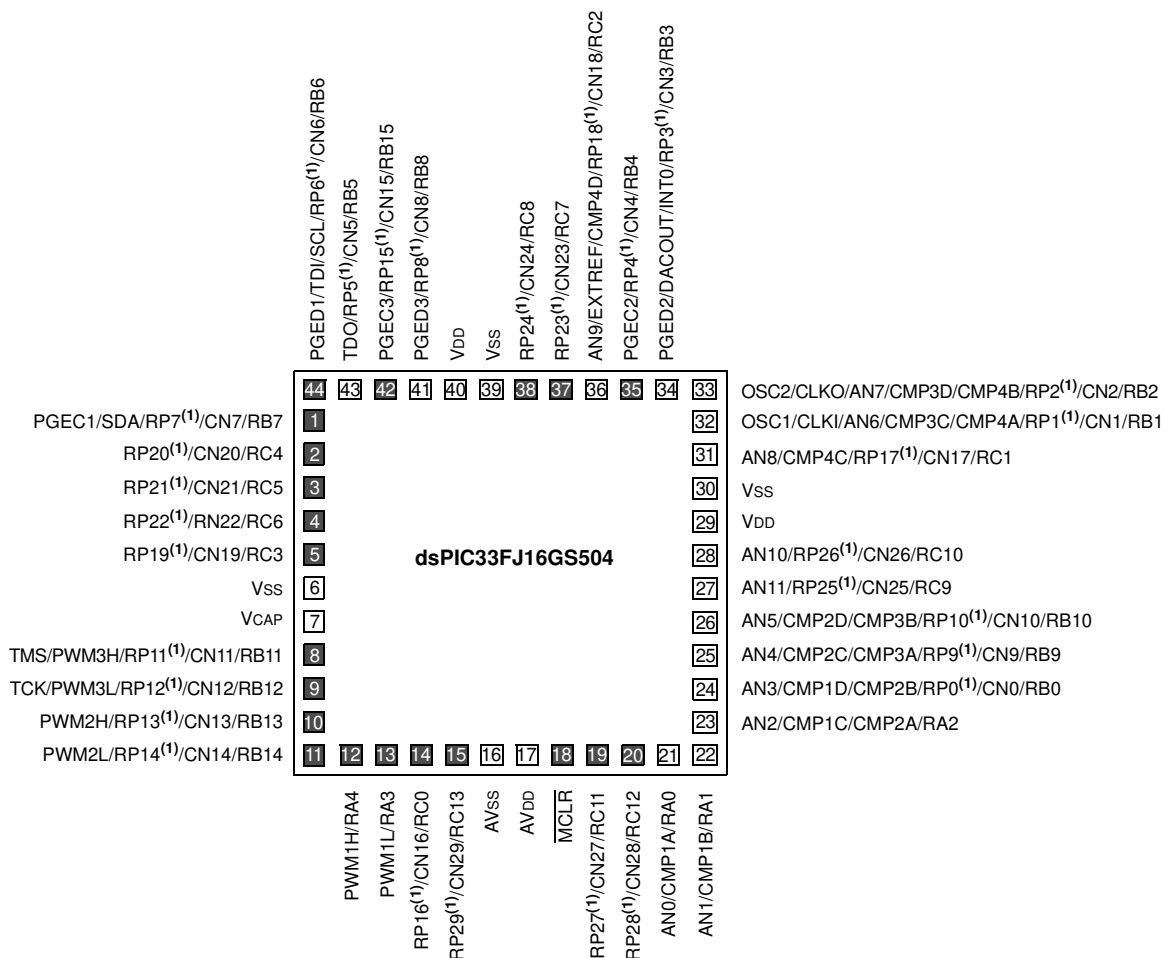 PGED1/TDI/SCL/RP6(1)/CN6/RB6
TDO/RP5(1)/CN5/RB5
PGEC3/RP15(1)/CN15/RB15
PGED3/RP8(1)/CN8/RB8
VDD
VSS
RP24(1)/CN24/RC8
RP23(1)/CN23/RC7
AN9/EXTREF/CMP4D/RP18(1)/CN18/RC2
PGEC2/RP4(1)/CN4/RB4
PGED2/DACOUT/INT0/RP3(1)/CN3/RB3
44 43 42 41 40 39 38 37 36 35 34 33 OSC2/CLKO/AN7/CMP3D/CMP4B/RP2(1)/CN2/RB2
PGEC1/SDA/RP7(1)/CN7/RB7 1 32 OSC1/CLKI/AN6/CMP3C/CMP4A/RP1(1)/CN1/RB1
RP20(1)/CN20/RC4 2 31 AN8/CMP4C/RP17(1)/CN17/RC1
RP21(1)/CN21/RC5 3 30 VSS
RP22(1)/RN22/RC6 4 29 VDD
RP19(1)/CN19/RC3 5 dsPIC33FJ16GS504 28 AN10/RP26(1)/CN26/RC10
VSS 6 27 AN11/RP25(1)/CN25/RC9
VCAP 7 26 AN5/CMP2D/CMP3B/RP10(1)/CN10/RB10
TMS/PWM3H/RP11(1)/CN11/RB11 8 25 AN4/CMP2C/CMP3A/RP9(1)/CN9/RB9
TCK/PWM3L/RP12(1)/CN12/RB12 9 24 AN3/CMP1D/CMP2B/RP0(1)/CN0/RB0
PWM2H/RP13(1)/CN13/RB13 10 23 AN2/CMP1C/CMP2A/RA2
PWM2L/RP14(1)/CN14/RB14 11 12 13 14 15 16 17 18 19 20 21 22
PWM1H/RA4
PWM1L/RA3
RP16(1)/CN16/RC0
RP29(1)/CN29/RC13
AVSS
AVDD
MCLR
RP27(1)/CN27/RC11
RP28(1)/CN28/RC12
AN0/CMP1A/RA0
AN1/CMP1B/RA1